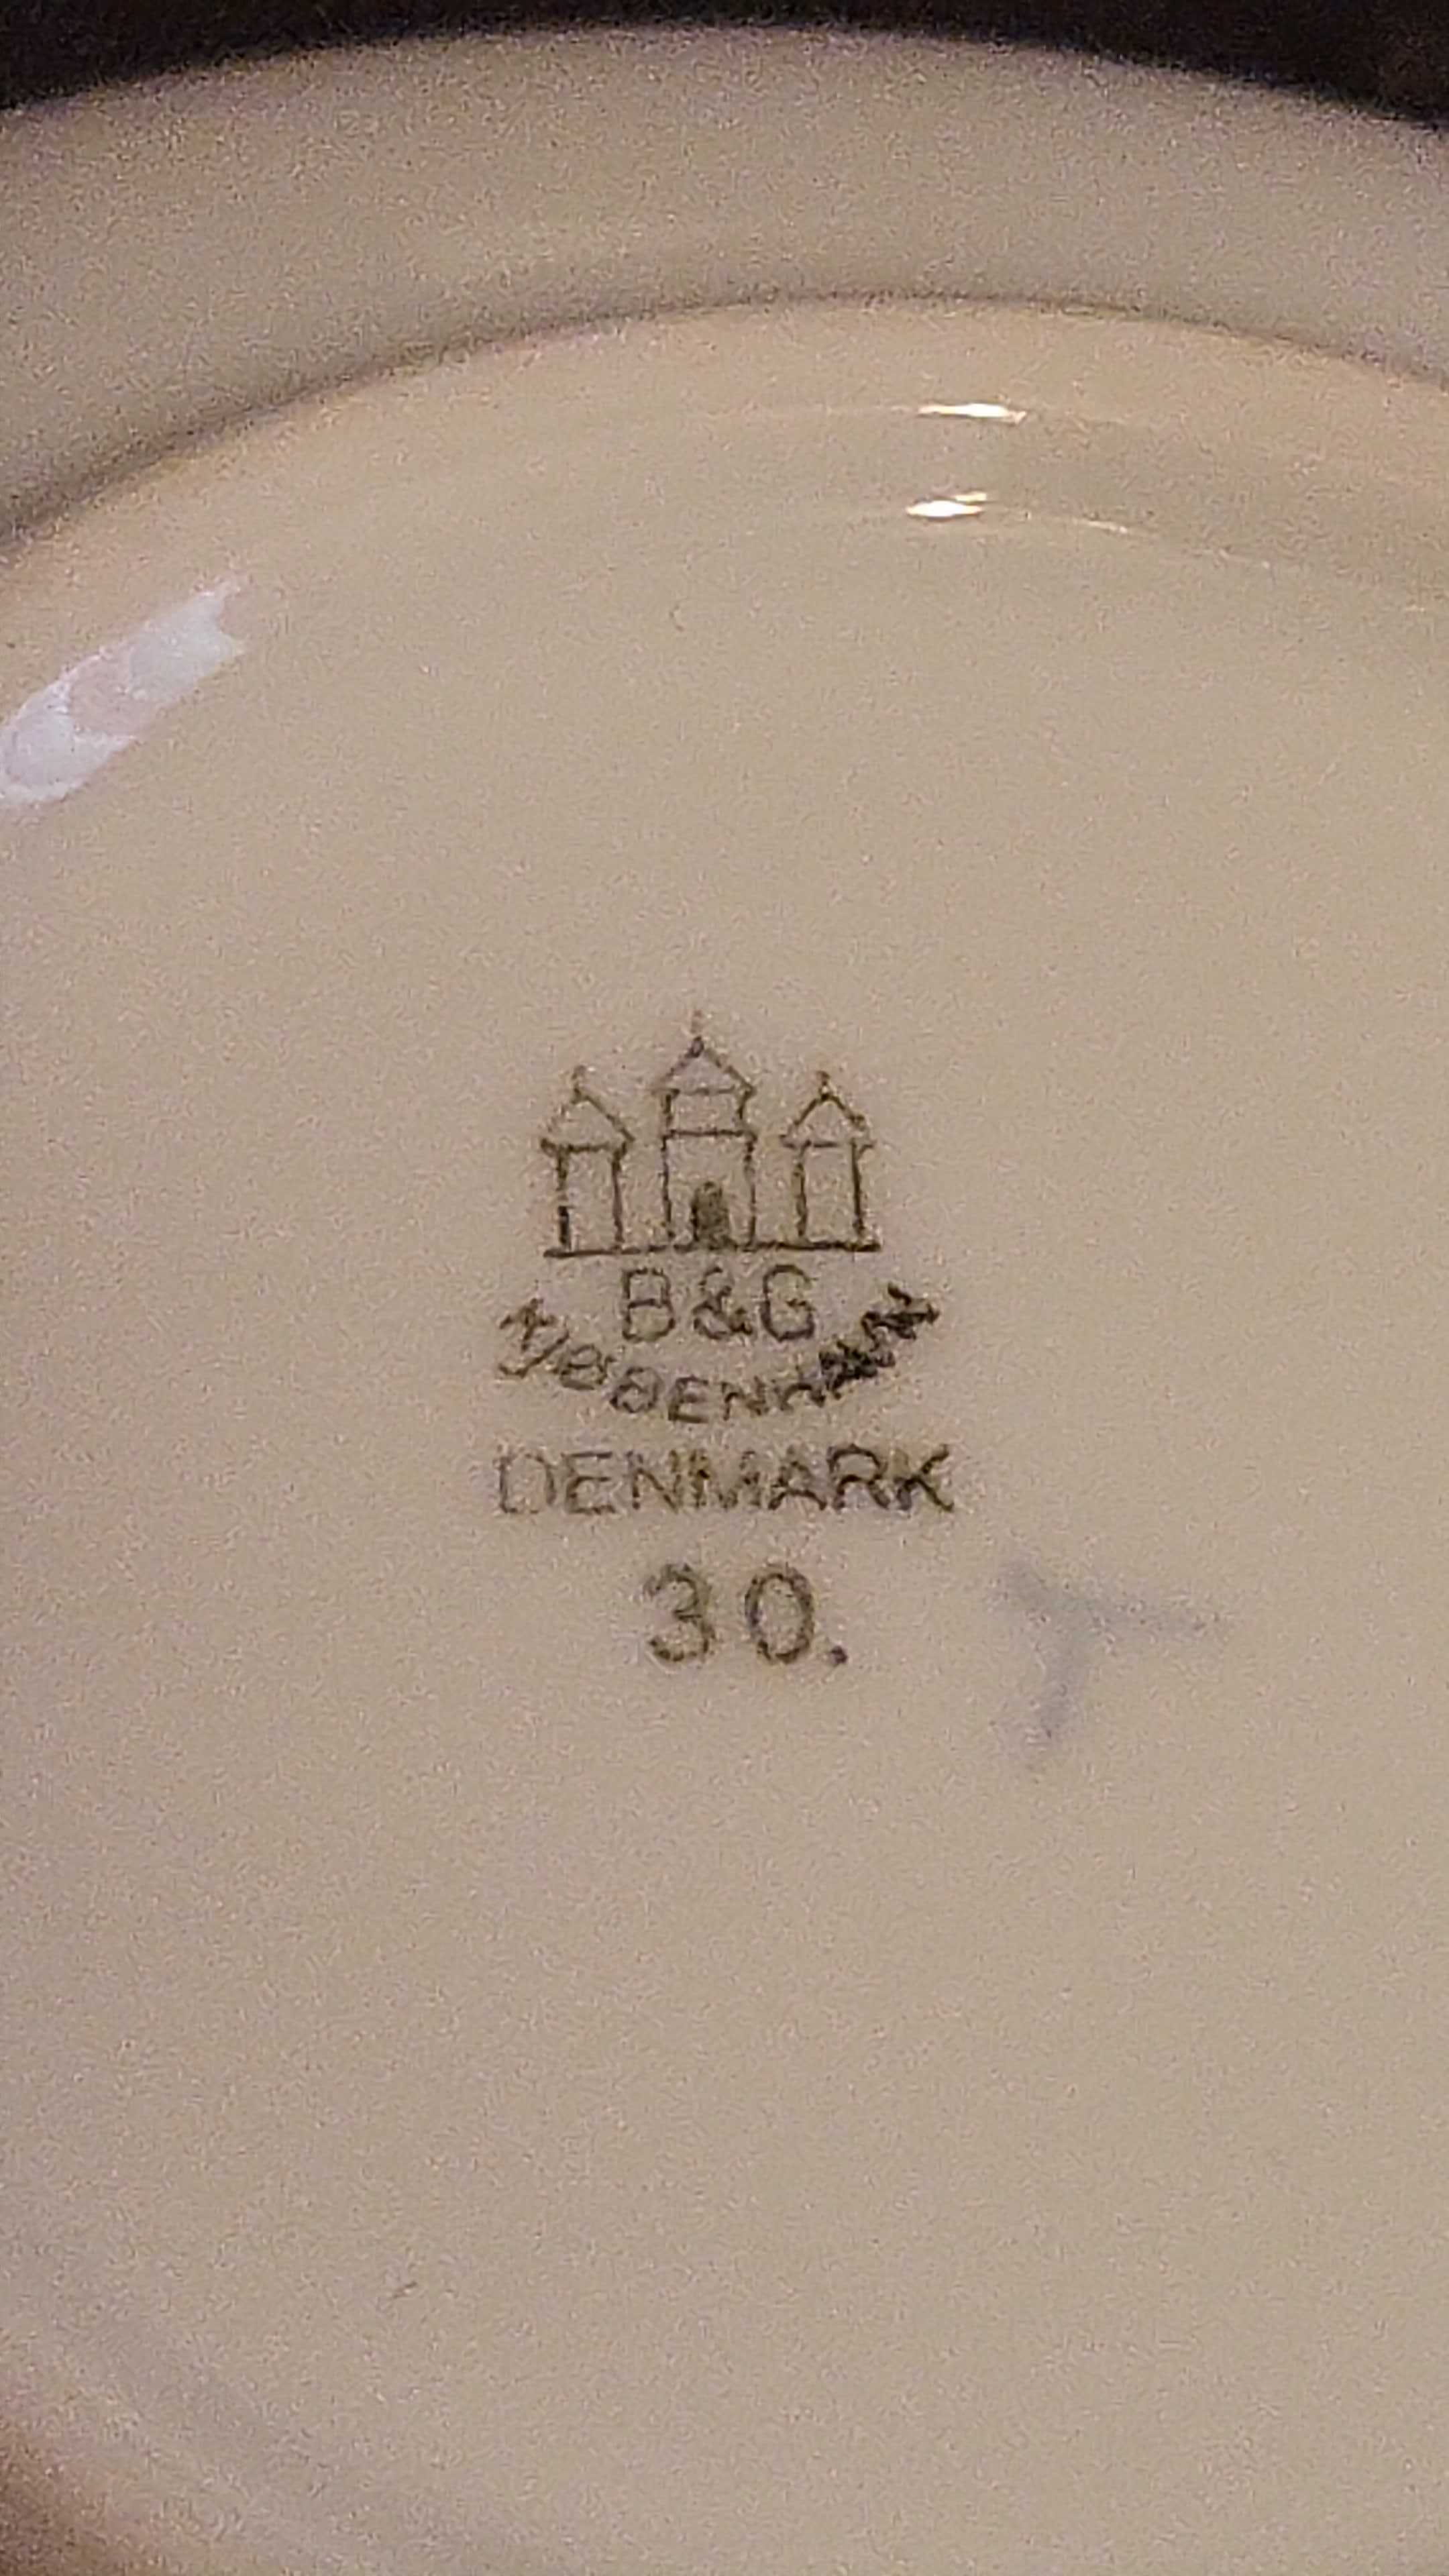 B&G
KJØBENHAVN
DENMARK
30.